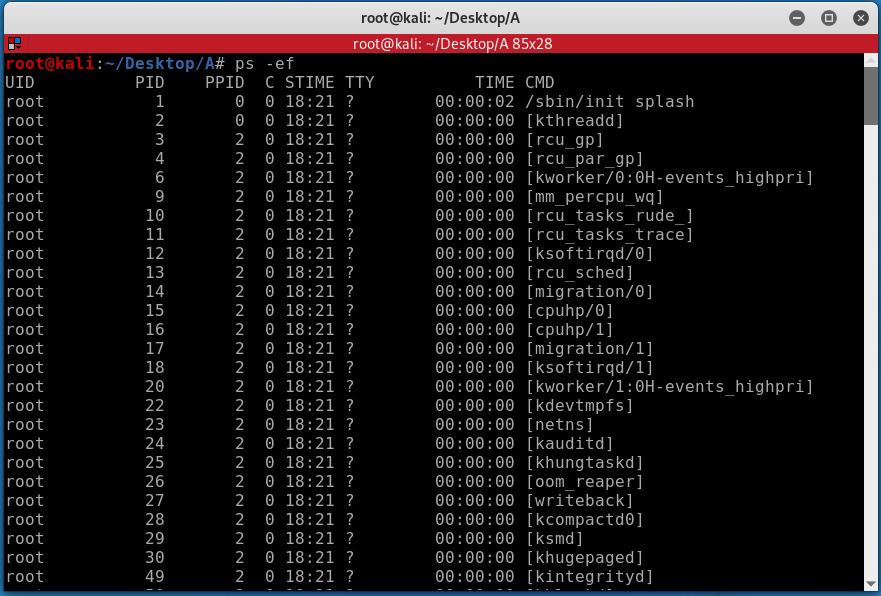 root@kali: ~/Desktop/A
root@kali: ~/Desktop/A 85x28
root@kali:~/Desktop/A# ps -ef
UID          PID    PPID  C STIME TTY          TIME CMD
root           1       0  0 18:21 ?        00:00:02 /sbin/init splash
root           2       0  0 18:21 ?        00:00:00 [kthreadd]
root           3       2  0 18:21 ?        00:00:00 [rcu_gp]
root           4       2  0 18:21 ?        00:00:00 [rcu_par_gp]
root           6       2  0 18:21 ?        00:00:00 [kworker/0:0H-events_highpri]
root           9       2  0 18:21 ?        00:00:00 [mm_percpu_wq]
root          10       2  0 18:21 ?        00:00:00 [rcu_tasks_rude_]
root          11       2  0 18:21 ?        00:00:00 [rcu_tasks_trace]
root          12       2  0 18:21 ?        00:00:00 [ksoftirqd/0]
root          13       2  0 18:21 ?        00:00:00 [rcu_sched]
root          14       2  0 18:21 ?        00:00:00 [migration/0]
root          15       2  0 18:21 ?        00:00:00 [cpuhp/0]
root          16       2  0 18:21 ?        00:00:00 [cpuhp/1]
root          17       2  0 18:21 ?        00:00:00 [migration/1]
root          18       2  0 18:21 ?        00:00:00 [ksoftirqd/1]
root          20       2  0 18:21 ?        00:00:00 [kworker/1:0H-events_highpri]
root          22       2  0 18:21 ?        00:00:00 [kdevtmpfs]
root          23       2  0 18:21 ?        00:00:00 [netns]
root          24       2  0 18:21 ?        00:00:00 [kauditd]
root          25       2  0 18:21 ?        00:00:00 [khungtaskd]
root          26       2  0 18:21 ?        00:00:00 [oom_reaper]
root          27       2  0 18:21 ?        00:00:00 [writeback]
root          28       2  0 18:21 ?        00:00:00 [kcompactd0]
root          29       2  0 18:21 ?        00:00:00 [ksmd]
root          30       2  0 18:21 ?        00:00:00 [khugepaged]
root          49       2  0 18:21 ?        00:00:00 [kintegrityd]